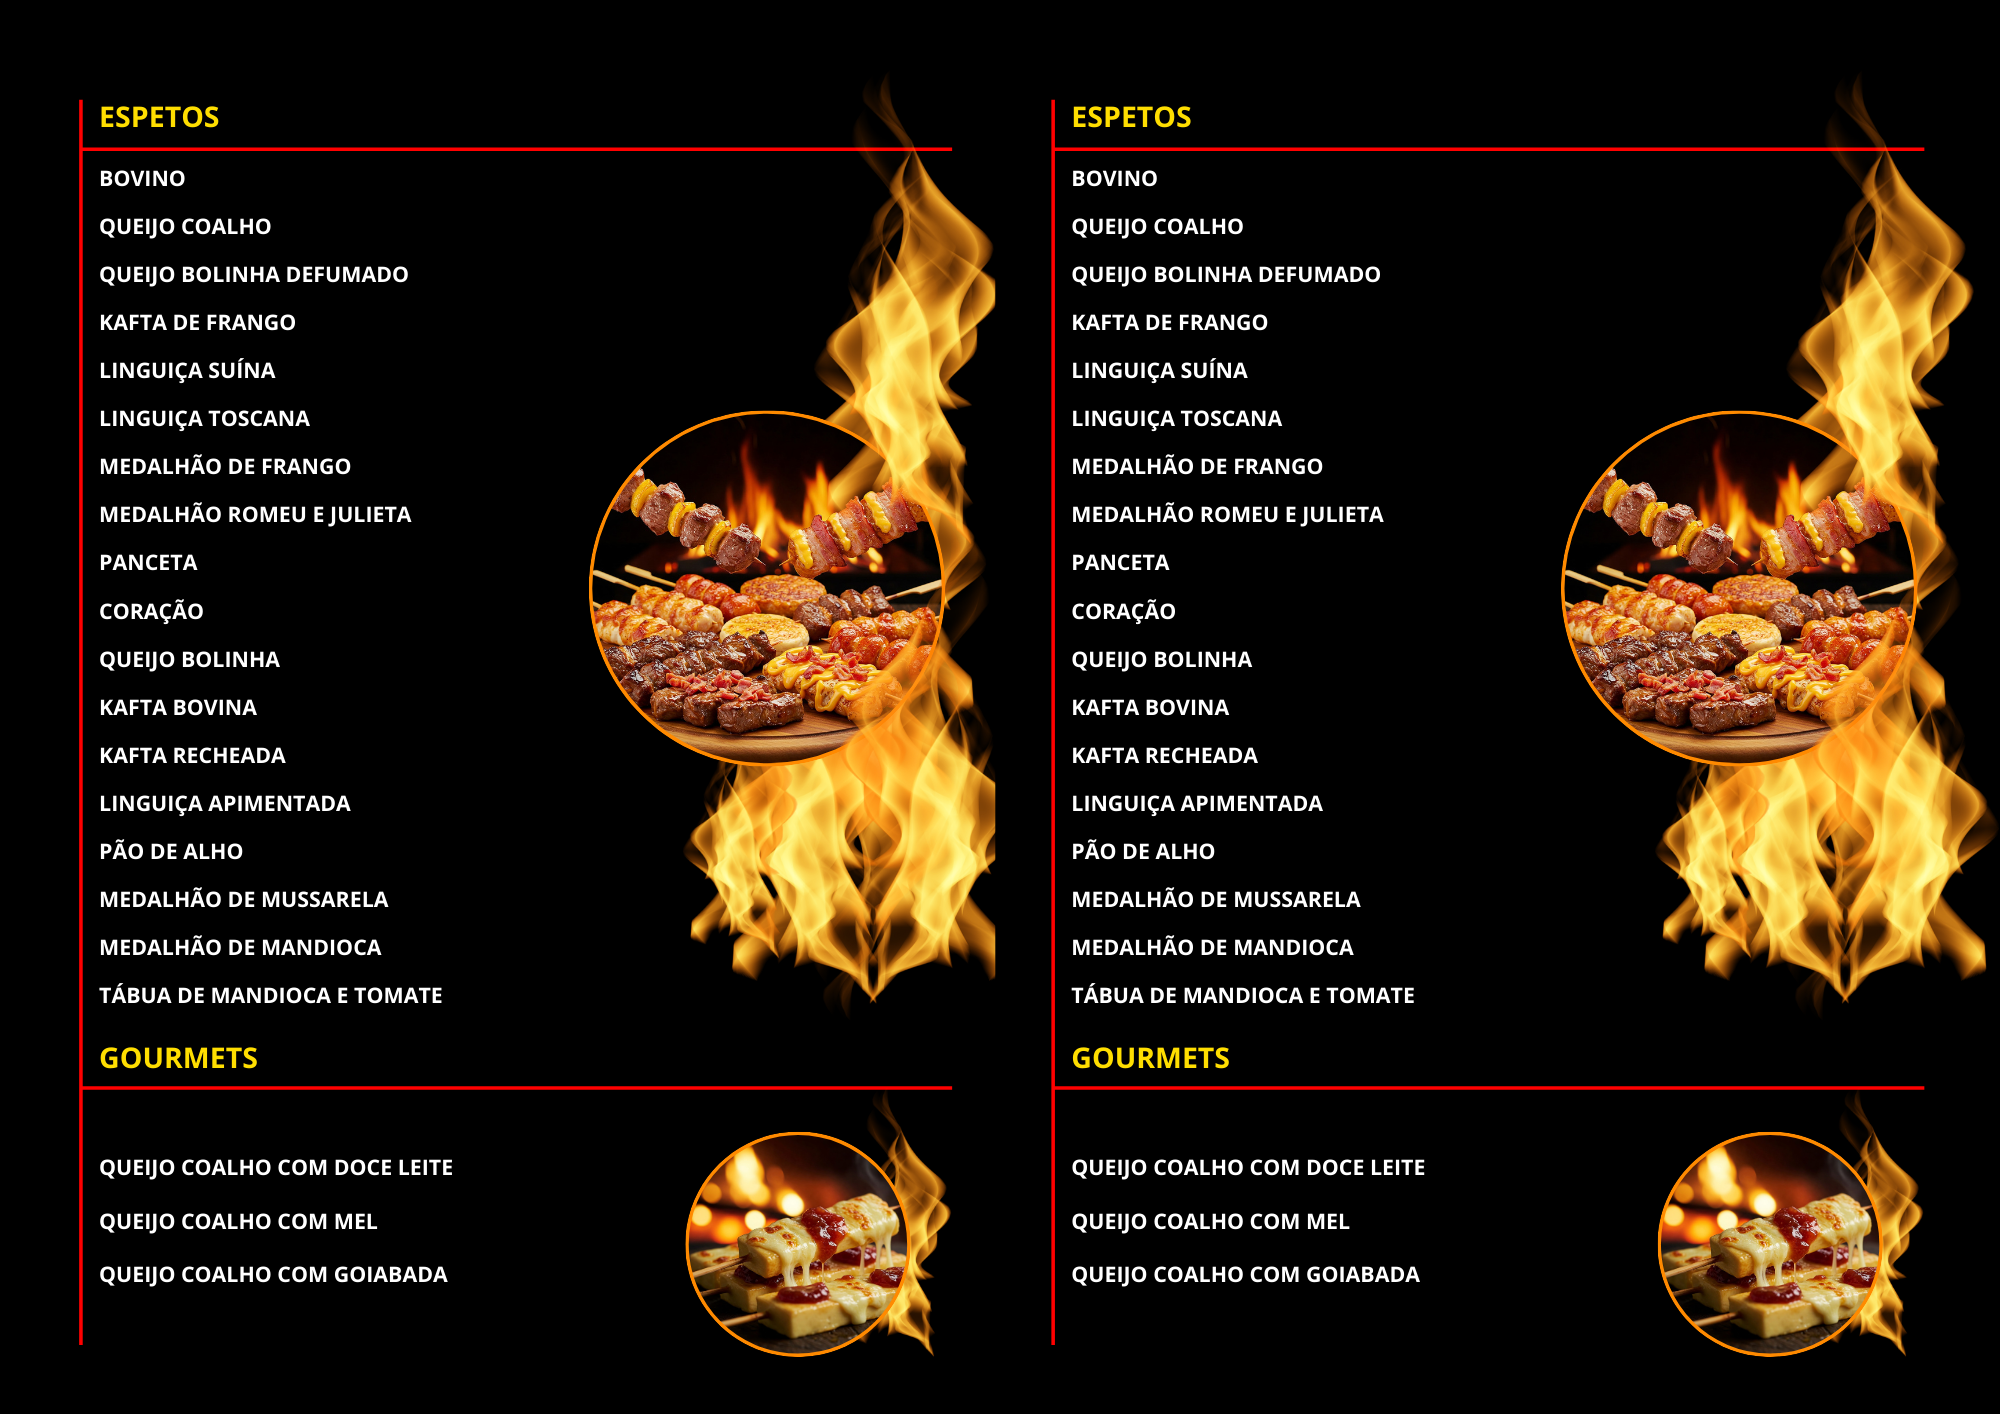 ESPETOS
BOVINO
QUEIJO COALHO
QUEIJO BOLINHA DEFUMADO
KAFTA DE FRANGO
LINGUIÇA SUÍNA
LINGUIÇA TOSCANA
MEDALHÃO DE FRANGO
MEDALHÃO ROMEU E JULIETA
PANCETA
CORAÇÃO
QUEIJO BOLINHA
KAFTA BOVINA
KAFTA RECHEADA
LINGUIÇA APIMENTADA
PÃO DE ALHO
MEDALHÃO DE MUSSARELA
MEDALHÃO DE MANDIOCA
TÁBUA DE MANDIOCA E TOMATE
GOURMETS
QUEIJO COALHO COM DOCE LEITE
QUEIJO COALHO COM MEL
QUEIJO COALHO COM GOIABADA
ESPETOS
BOVINO
QUEIJO COALHO
QUEIJO BOLINHA DEFUMADO
KAFTA DE FRANGO
LINGUIÇA SUÍNA
LINGUIÇA TOSCANA
MEDALHÃO DE FRANGO
MEDALHÃO ROMEU E JULIETA
PANCETA
CORAÇÃO
QUEIJO BOLINHA
KAFTA BOVINA
KAFTA RECHEADA
LINGUIÇA APIMENTADA
PÃO DE ALHO
MEDALHÃO DE MUSSARELA
MEDALHÃO DE MANDIOCA
TÁBUA DE MANDIOCA E TOMATE
GOURMETS
QUEIJO COALHO COM DOCE LEITE
QUEIJO COALHO COM MEL
QUEIJO COALHO COM GOIABADA